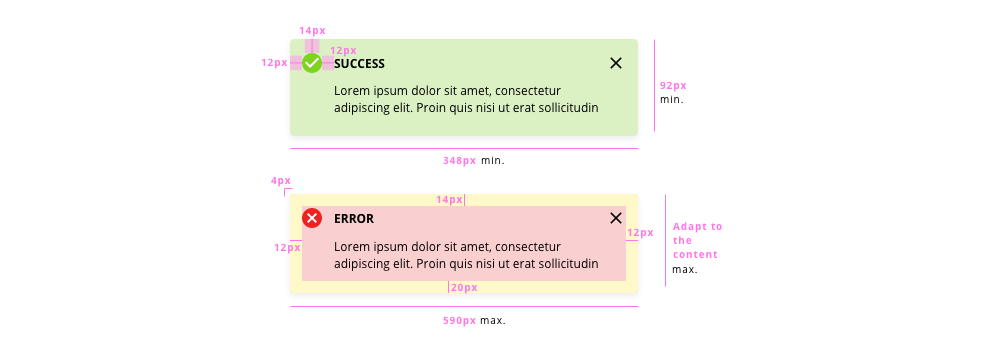 14px
12px
12px
SUCCESS
Lorem ipsum dolor sit amet, consectetur
adipiscing elit. Proin quis nisi ut erat sollicitudin
92px
min.
348px min.
4px
14px
ERROR
12px
12px
Lorem ipsum dolor sit amet, consectetur
adipiscing elit. Proin quis nisi ut erat sollicitudin
Adapt to
the
content
max.
20px
590px max.